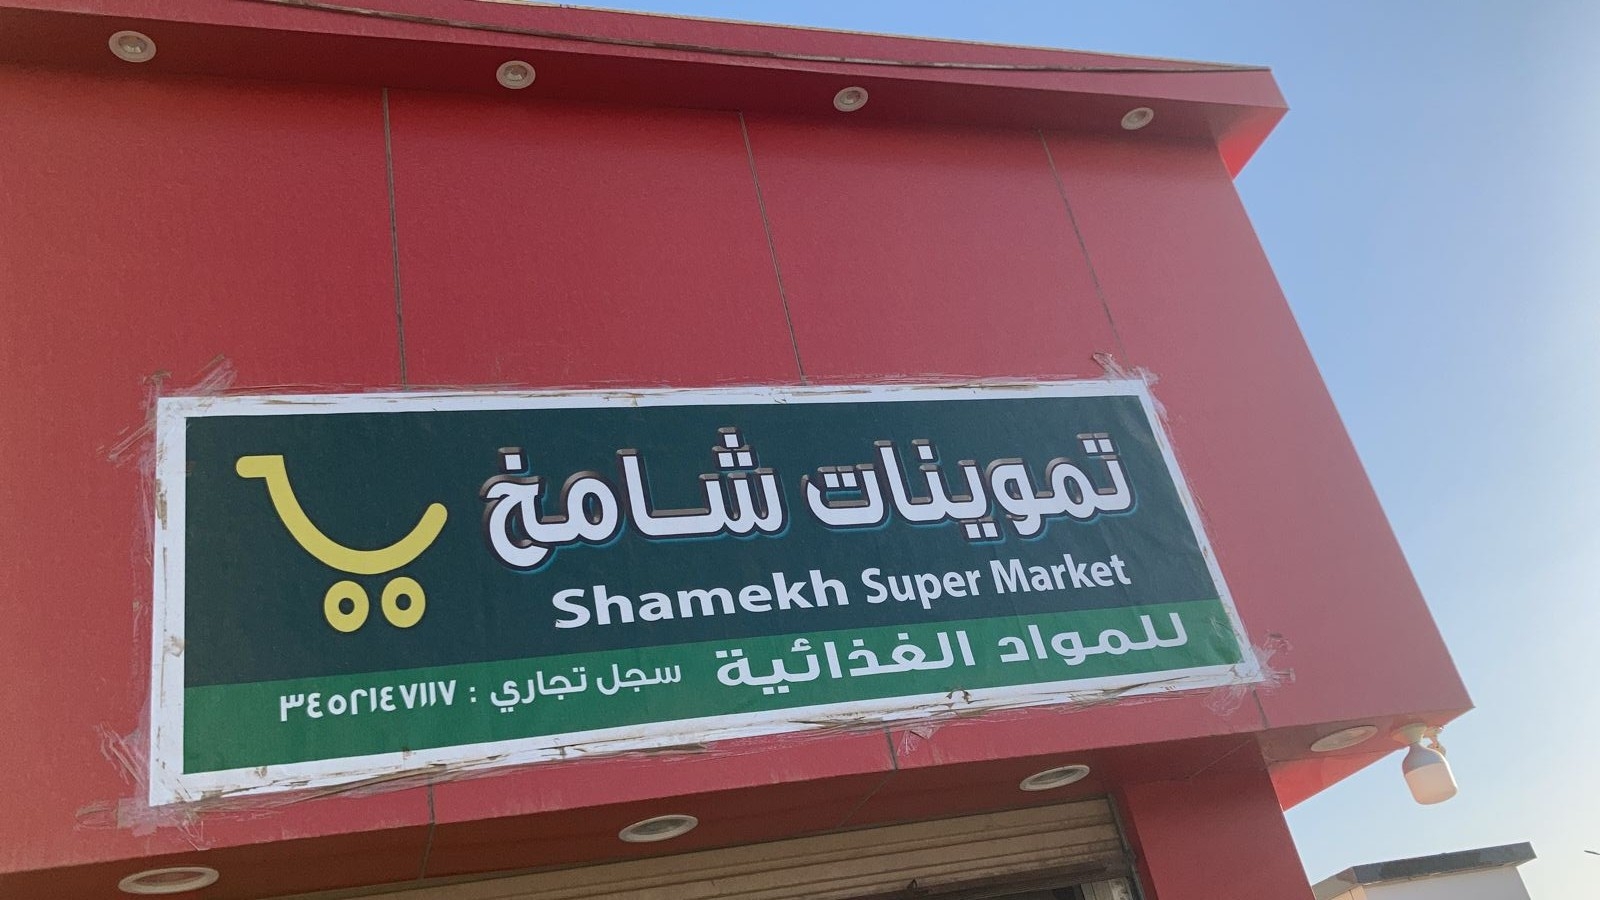 تموينات شامخ
Shamekh Super Market
للمواد الغذائية
سجل تجاري : ٣٤٥٢١٤٧١١٧